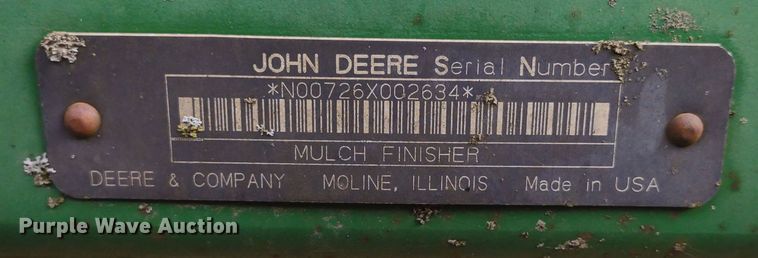 JOHN DEERE Serial Number
*N00726X002634*
MULCH FINISHER
DEERE & COMPANY MOLINE, ILLINOIS Made in USA
Purple Wave Auction